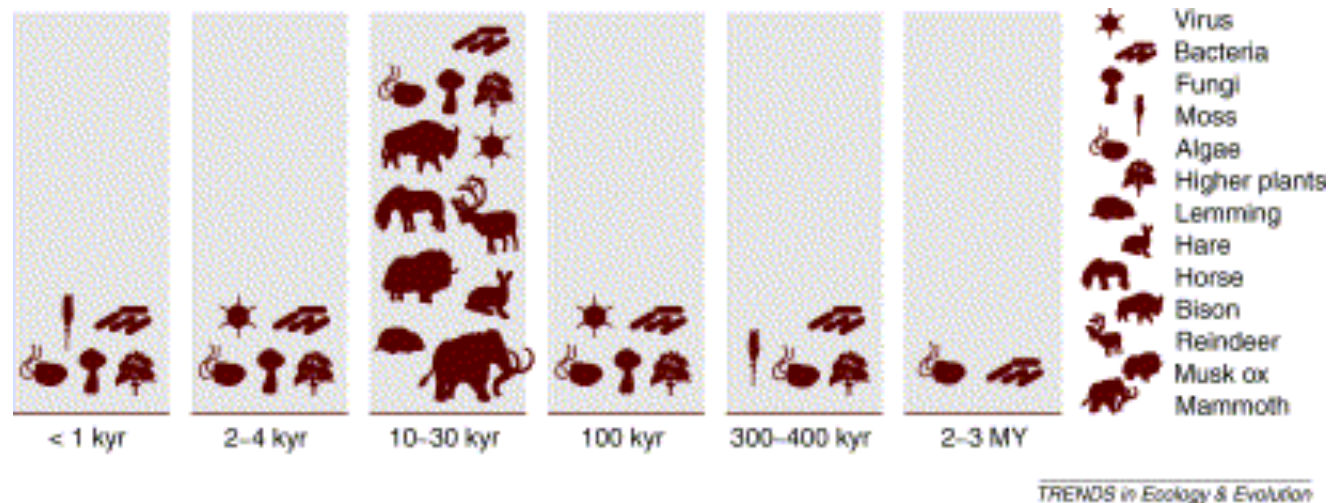 Virus
Bacteria
Fungi
Moss
Algae
Higher plants
Lemming
Hare
Horse
Bison
Reindeer
Musk ox
Mammoth
< 1 kyr
2–4 kyr
10–30 kyr
100 kyr
300–400 kyr
2–3 MY
TRENDS in Ecology & Evolution